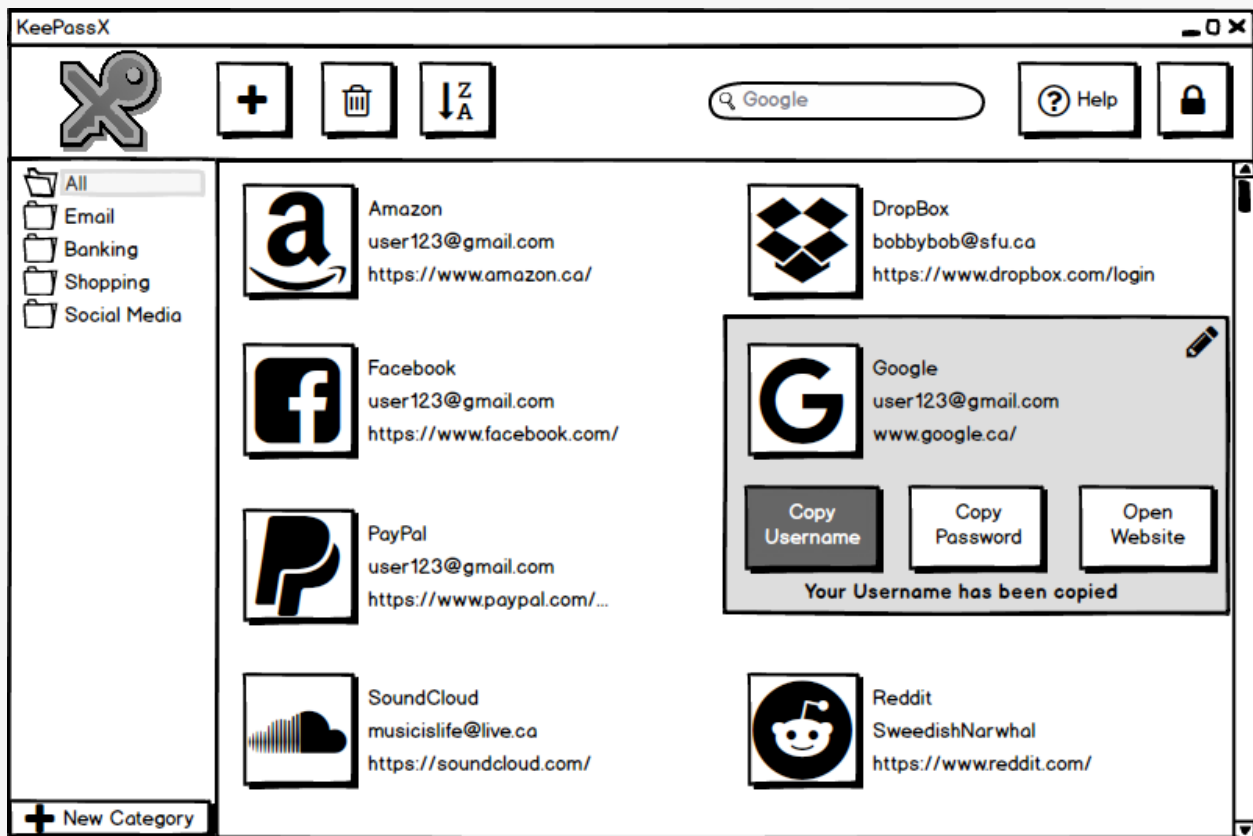 KeePassX
Z
A
Google
Help
All
Email
Banking
Shopping
Social Media
New Category
Amazon
user123@gmail.com
https://www.amazon.ca/
DropBox
bobbybob@sfu.ca
https://www.dropbox.com/login
Facebook
user123@gmail.com
https://www.facebook.com/
Google
user123@gmail.com
www.google.ca/
Copy
Username
Copy
Password
Open
Website
Your Username has been copied
PayPal
user123@gmail.com
https://www.paypal.com/...
SoundCloud
musicislife@live.ca
https://soundcloud.com/
Reddit
SweedishNarwhal
https://www.reddit.com/